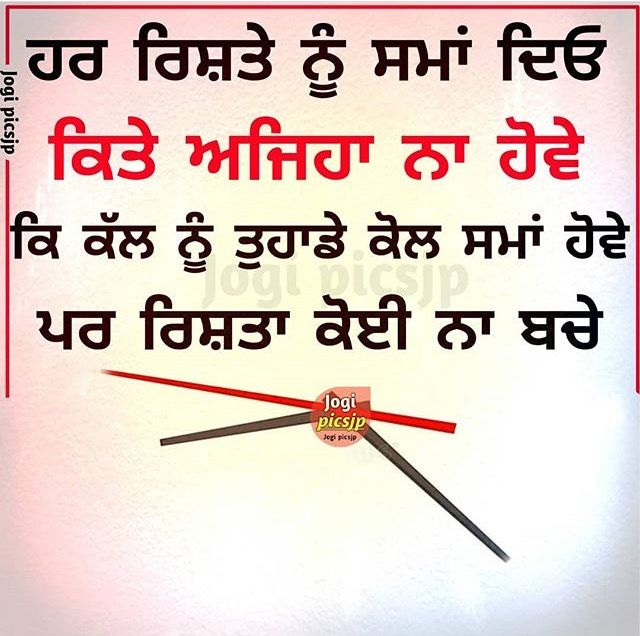 ਹਰ ਰਿਸ਼ਤੇ ਨੂੰ ਸਮਾਂ ਦਿਓ
ਕਿਤੇ ਅਜਿਹਾ ਨਾ ਹੋਵੇ
ਕਿ ਕੱਲ ਨੂੰ ਤੁਹਾਡੇ ਕੋਲ ਸਮਾਂ ਹੋਵੇ
ਪਰ ਰਿਸ਼ਤਾ ਕੋਈ ਨਾ ਬਚੇ
Jogi picsjp
Jogi picsjp
Jogi
picsjp
Jogi picsjp